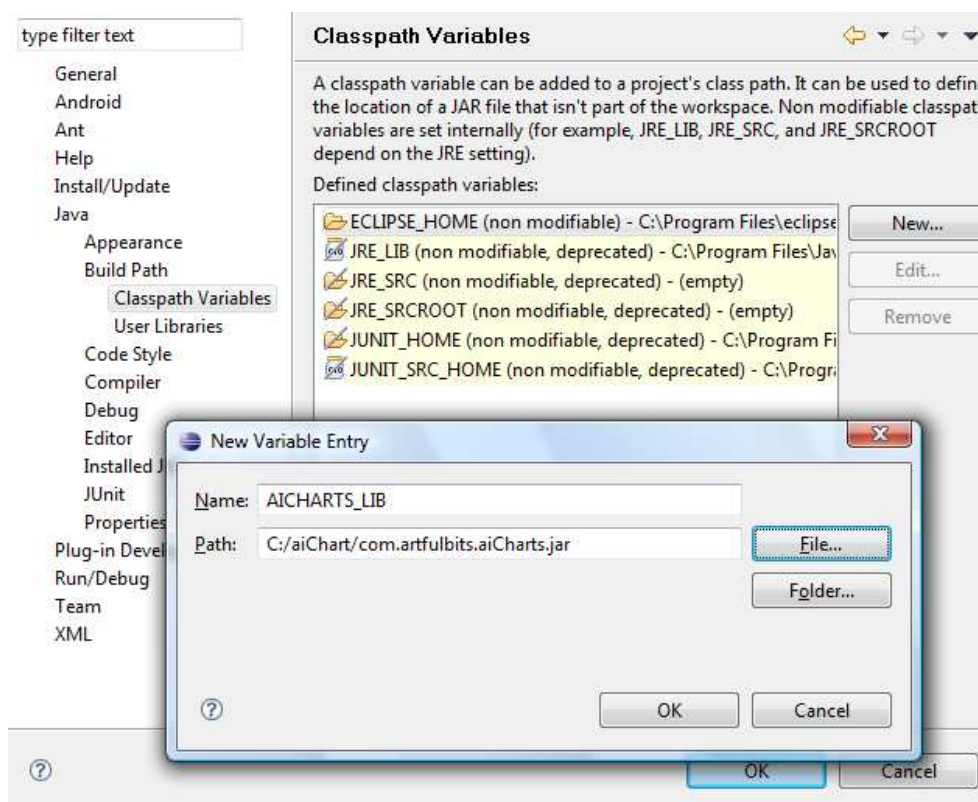 type filter text
General
Android
Ant
Help
Install/Update
Java
Appearance
Build Path
Classpath Variables
User Libraries
Code Style
Compiler
Debug
Editor
Installed J
JUnit
Properties
Plug-in Devel
Run/Debug
Team
XML
Classpath Variables
A classpath variable can be added to a project's class path. It can be used to defin
the location of a JAR file that isn't part of the workspace. Non modifiable classpat
variables are set internally (for example, JRE_LIB, JRE_SRC, and JRE_SRCROOT
depend on the JRE setting).
Defined classpath variables:
ECLIPSE_HOME (non modifiable) - C:\Program Files\eclipse
JRE_LIB (non modifiable, deprecated) - C:\Program Files\Jav
JRE_SRC (non modifiable, deprecated) - (empty)
JRE_SRCROOT (non modifiable, deprecated) - (empty)
JUNIT_HOME (non modifiable, deprecated) - C:\Program Fi
JUNIT_SRC_HOME (non modifiable, deprecated) - C:\Progra
New...
Edit...
Remove
New Variable Entry
Name: AICHARTS_LIB
Path: C:/aiChart/com.artfulbits.aiCharts.jar
File...
Folder...
OK
Cancel
OK
Cancel